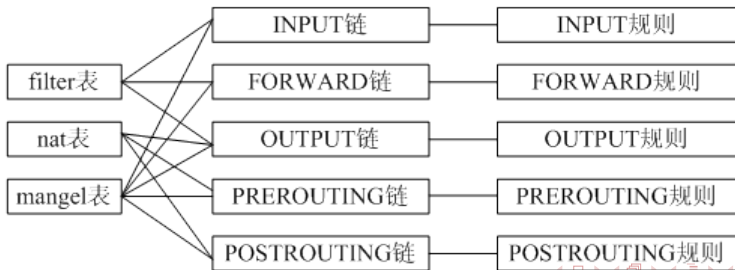 INPUT链 INPUT规则
filter表 FORWARD链 FORWARD规则
nat表 OUTPUT链 OUTPUT规则
mangel表 PREROUTING链 PREROUTING规则
POSTROUTING链 POSTROUTING规则